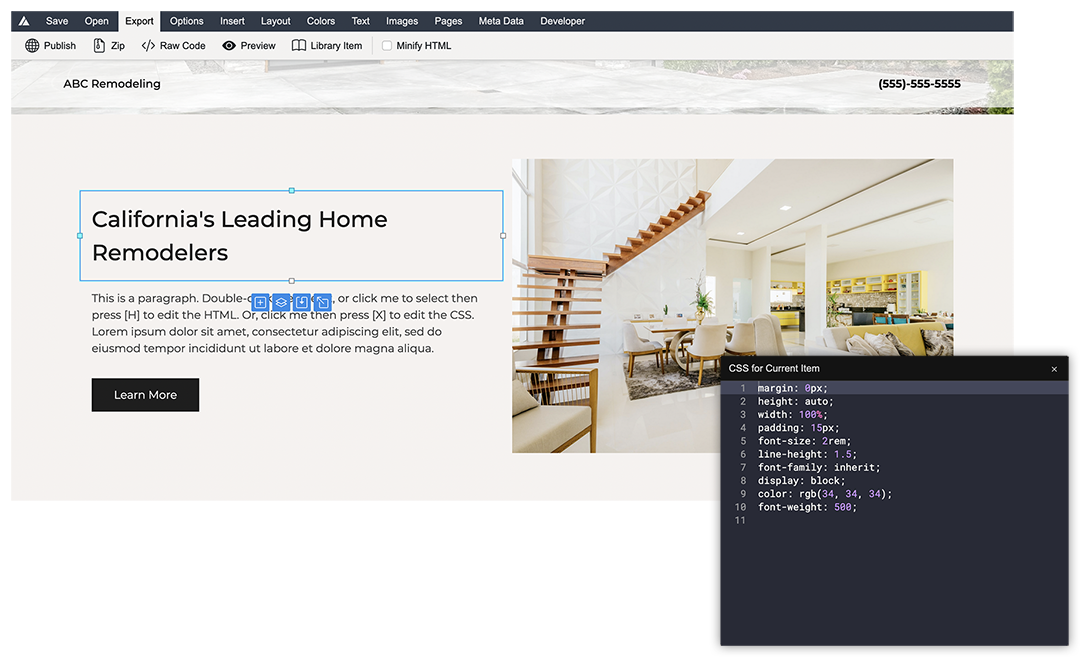 Save Open Export Options Insert Layout Colors Text Images Pages Meta Data Developer
Publish Zip </> Raw Code Preview Library Item Minify HTML
ABC Remodeling (555)-555-5555
California's Leading Home
Remodelers
This is a paragraph. Double-c or click me to select then
press [H] to edit the HTML. Or, click me then press [X] to edit the CSS.
Lorem ipsum dolor sit amet, consectetur adipiscing elit, sed do
eiusmod tempor incididunt ut labore et dolore magna aliqua.
Learn More
CSS for Current Item ×
1 margin: 0px;
2 height: auto;
3 width: 100%;
4 padding: 15px;
5 font-size: 2rem;
6 line-height: 1.5;
7 font-family: inherit;
8 display: block;
9 color: rgb(34, 34, 34);
10 font-weight: 500;
11